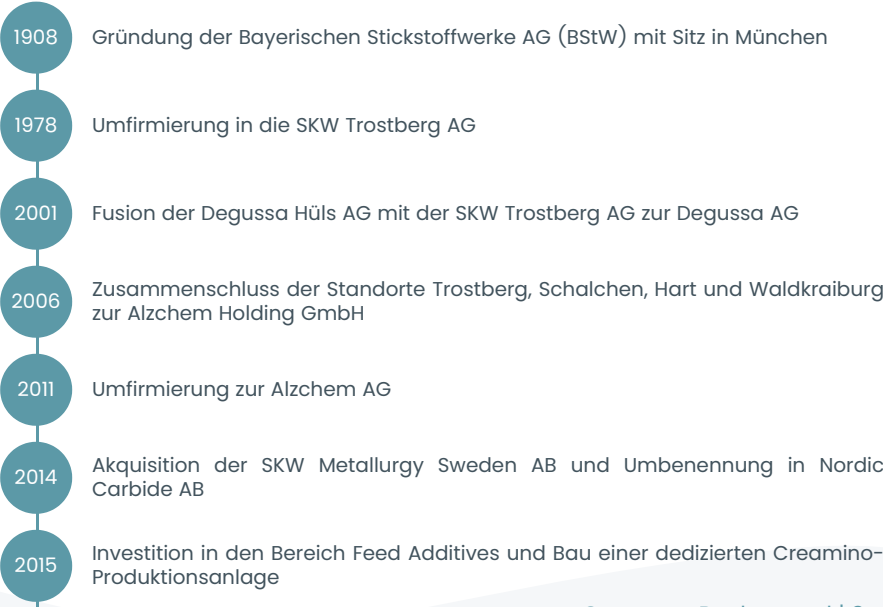 1908
Gründung der Bayerischen Stickstoffwerke AG (BStW) mit Sitz in München
1978
Umfirmierung in die SKW Trostberg AG
2001
Fusion der Degussa Hüls AG mit der SKW Trostberg AG zur Degussa AG
2006
Zusammenschluss der Standorte Trostberg, Schalchen, Hart und Waldkraiburg
zur Alzchem Holding GmbH
2011
Umfirmierung zur Alzchem AG
2014
Akquisition der SKW Metallurgy Sweden AB und Umbenennung in Nordic
Carbide AB
2015
Investition in den Bereich Feed Additives und Bau einer dedizierten Creamino-
Produktionsanlage